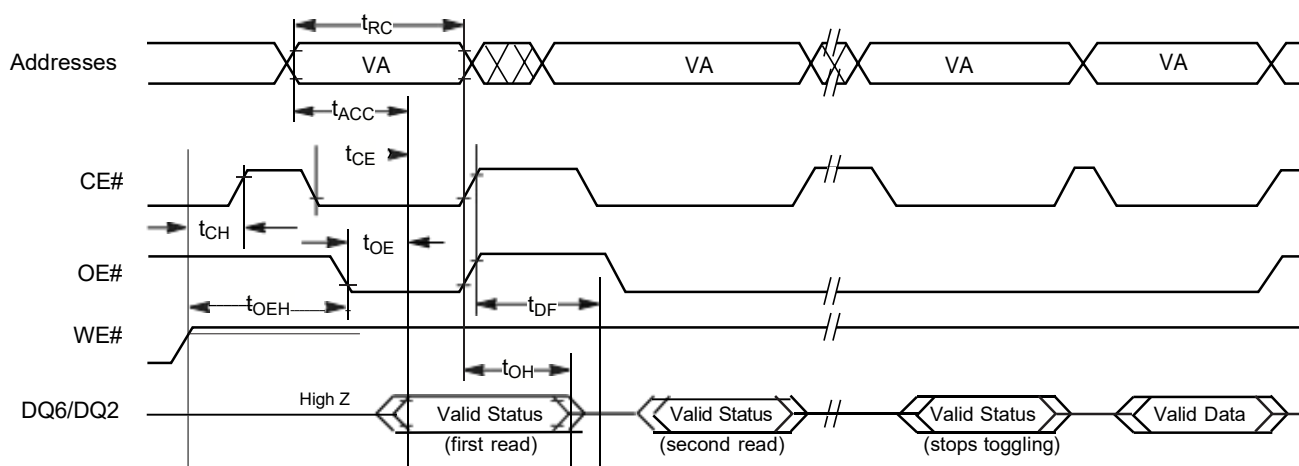 tRC
Addresses VA VA VA VA
tACC
tCE
CE#
tCH tOE
OE#
tOEH tDF
WE#
tOH
DQ6/DQ2 High Z Valid Status Valid Status Valid Status Valid Data
(first read) (second read) (stops toggling)